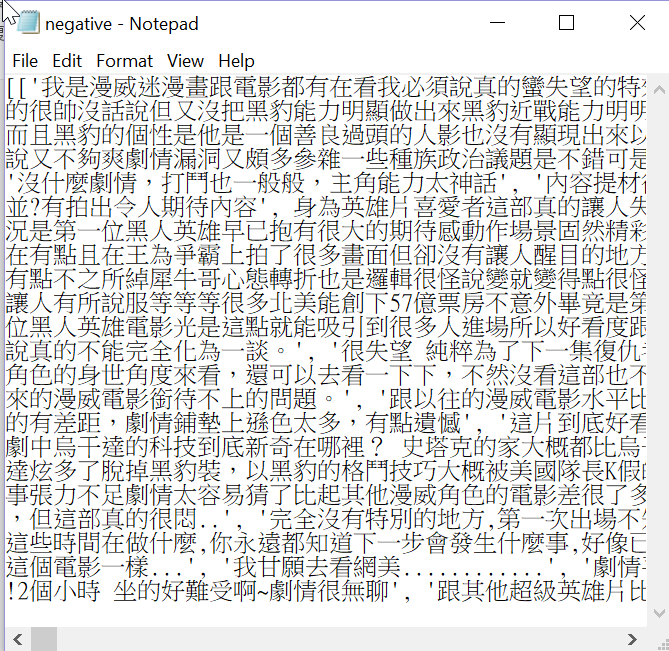 negative - Notepad
File Edit Format View Help
[['我是漫威迷漫畫跟電影都有在看我必須說真的蠻失望的特
的很帥沒話說但又沒把黑豹能力明顯做出來黑豹近戰能力明明
而且黑豹的個性是他是一個善良過頭的人影也沒有顯現出來以
說又不夠爽劇情漏洞又頗多參雜一些種族政治議題是不錯可是
'沒什麼劇情，打鬥也一般般，主角能力太神話', '內容提材很
並?有拍出令人期待內容', 身為英雄片喜愛者這部真的讓人失
況是第一位黑人英雄早已抱有很大的期待感動作場景固然精彩
在有點且在王為爭霸上拍了很多畫面但卻沒有讓人醒目的地方
有點不之所綽犀牛哥心態轉折也是邏輯很怪說變就變得點很怪
讓人有所說服等等等很多北美能創下57億票房不意外畢竟是第
位黑人英雄電影光是這點就能吸引到很多人進場所以好看度跟
說真的不能完全化為一談。', '很失望 純粹為了下一集復仇者
角色的身世角度來看，還可以去看一下下，不然沒看這部也不
來的漫威電影銜待不上的問題。', '跟以往的漫威電影水平比
的有差距，劇情鋪墊上遜色太多，有點遺憾', '這片到底好看
劇中烏干達的科技到底新奇在哪裡？ 史塔克的家大概都比烏干
達炫多了脫掉黑豹裝，以黑豹的格鬥技巧大概被美國隊長K假的
事張力不足劇情太容易猜了比起其他漫威角色的電影差很了多
，但這部真的很悶..', '完全沒有特別的地方,第一次出場不知
這些時間在做什麼,你永遠都知道下一步會發生什麼事,好像已
這個電影一樣...', '我甘願去看網美..............', '劇情平
!2個小時 坐的好難受啊~劇情很無聊', '跟其他超級英雄片比